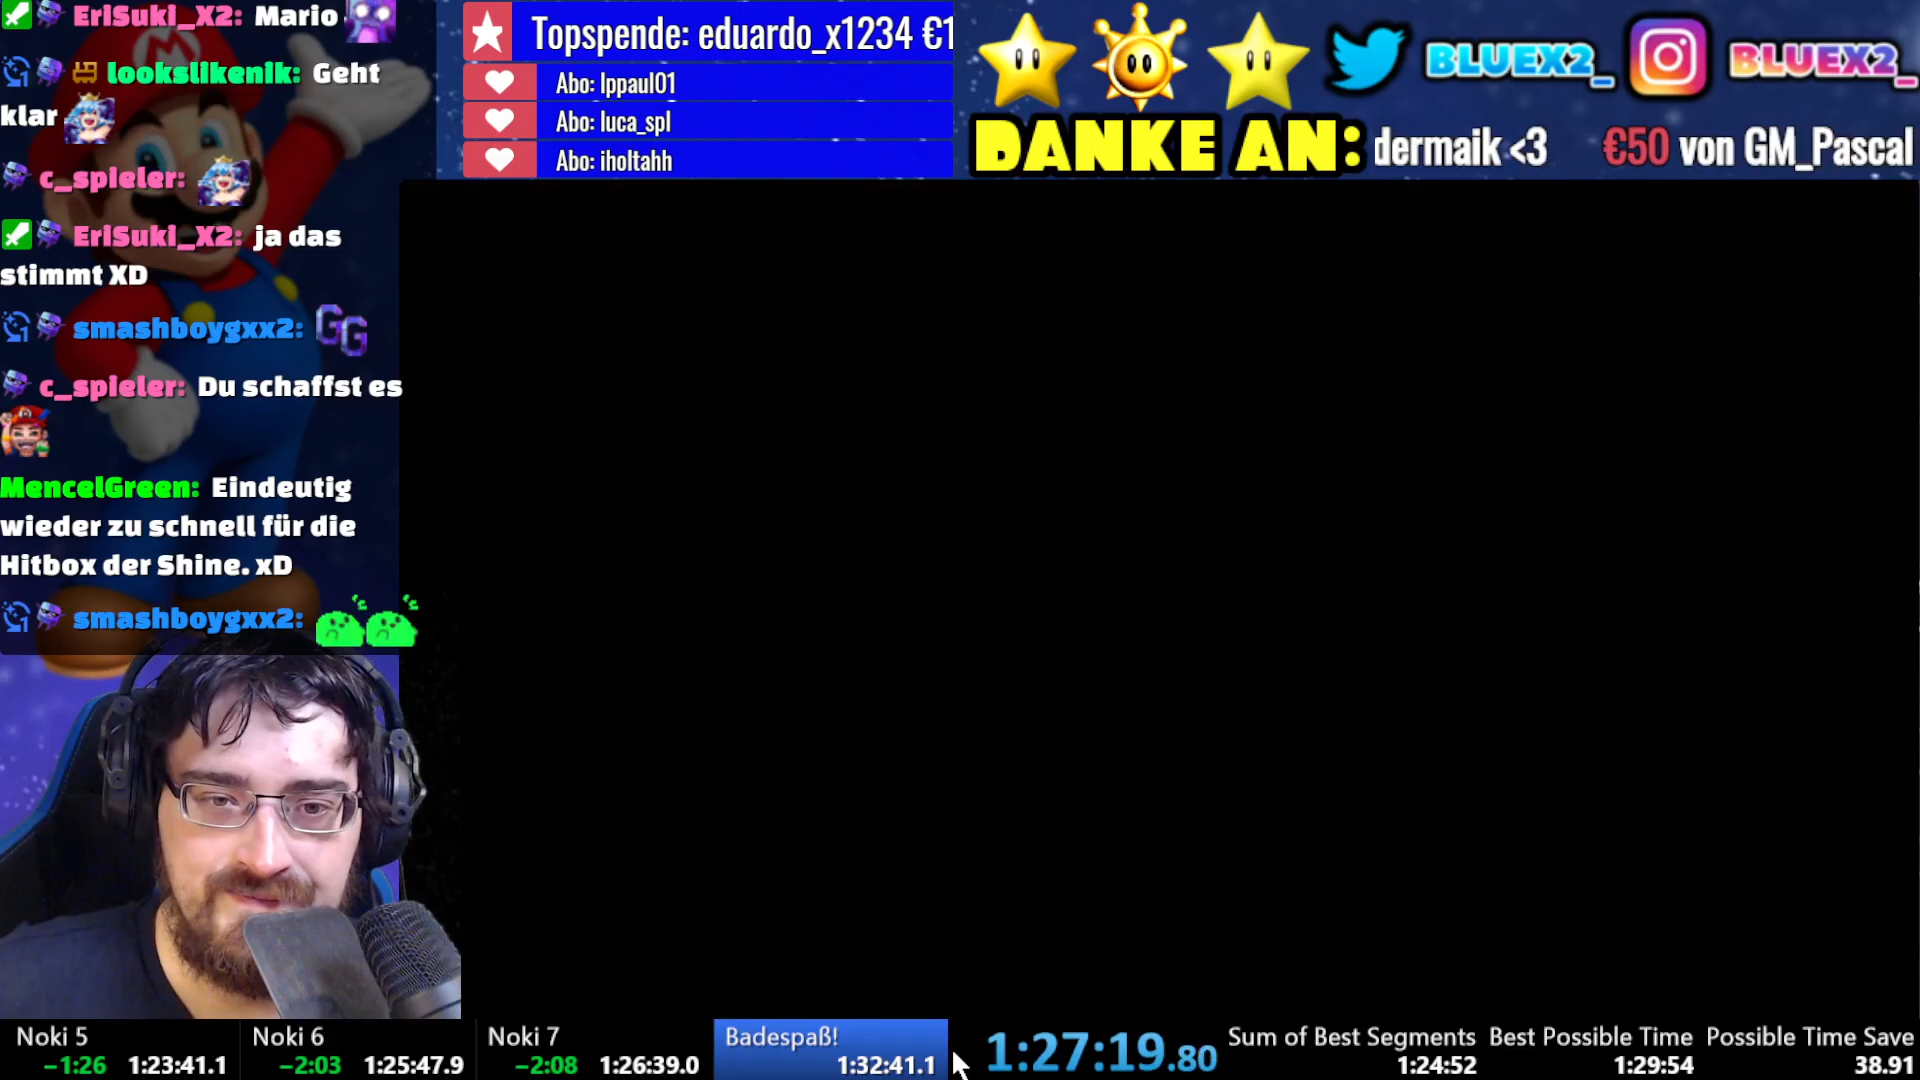 EriSuki_X2: Mario
lookslikenik: Geht
klar
c_spieler:
EriSuki_X2: ja das
stimmt XD
smashboygxx2: GG
c_spieler: Du schaffst es
MencelGreen: Eindeutig
wieder zu schnell für die
Hitbox der Shine. xD
smashboygxx2:
Topspende: eduardo_x1234 €1
Abo: lppaul01
Abo: luca_spl
Abo: iholtahh
BLUEX2_
BLUEX2_
DANKE AN: dermaik <3 €50 von GM_Pascal
Noki 5
-1:26 1:23:41.1
Noki 6
-2:03 1:25:47.9
Noki 7
-2:08 1:26:39.0
Badespaß!
1:32:41.1
1:27:19.80
Sum of Best Segments
1:24:52
Best Possible Time
1:29:54
Possible Time Save
38.91